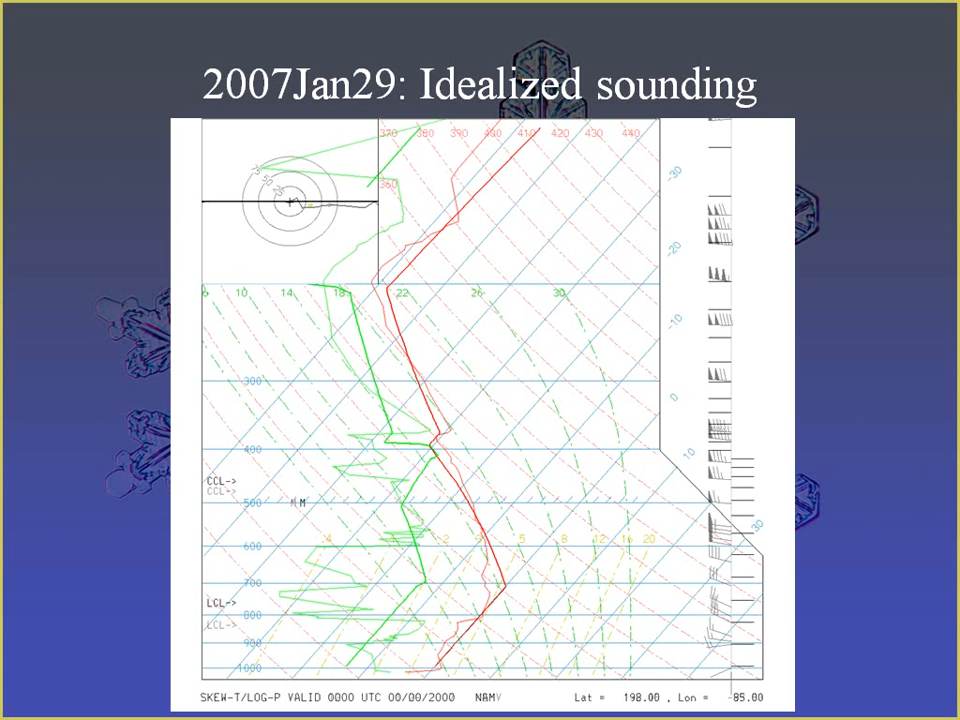 2007Jan29: Idealized sounding
370 380 390 400 410 420 430 440
-30
75 50 25
360
-20
6 10 14 18 22 26 30
-10
300
0
400
10
CCL->
CCL->
500 M
30
600 4 2 5 8 12 16 20
700
LCL->
800
LCL->
900
1000
SKEW-T/LOG-P VALID 0000 UTC 00/00/2000 NAM Lat = 198.00 , Lon = -85.00